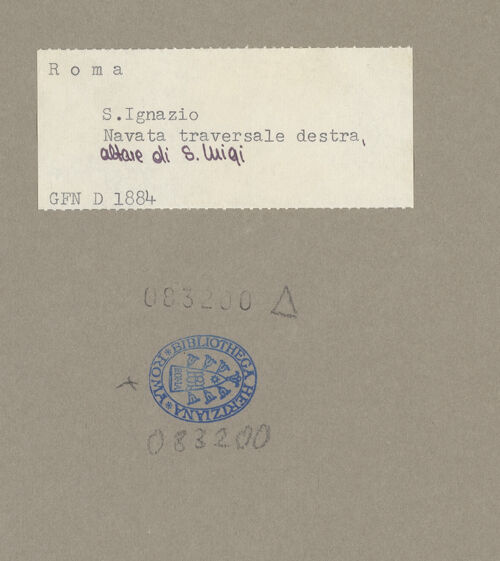 Roma
S.Ignazio
Navata traversale destra,
altare di S. Luigi
GFN D 1884
083200 Δ
BIBLIOTHECA HERTZIANA * ROMA *
083200